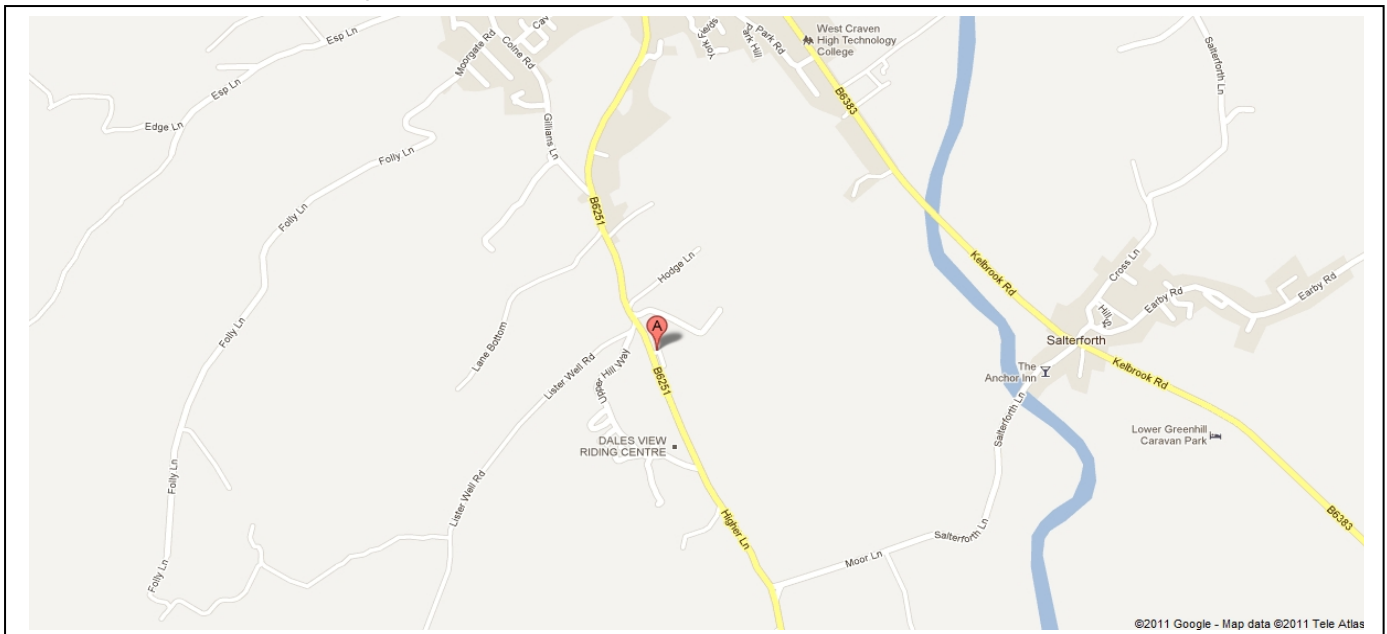 Esp Ln
Moorgate Rd
Colne Rd
Cav
York Fi
Spray
Park Hill
Park Rd
West Craven
High Technology
College
Salterforth Ln
Esp Ln
Edge Ln
Folly Ln
Gillians Ln
B6383
Folly Ln
B6251
Hodge Ln
Kelbrook Rd
Cross Ln
Earby Rd
Earby Rd
Hill St
Folly Ln
Lane Bottom
A
Salterforth
Lister Well Rd
Upper Hill Way
B6251
The
Anchor Inn
Kelbrook Rd
Salterforth Ln
DALES VIEW
RIDING CENTRE
Lower Greenhill
Caravan Park
Folly Ln
Lister Well Rd
Higher Ln
B6383
Salterforth Ln
Moor Ln
Folly Ln
©2011 Google - Map data ©2011 Tele Atlas